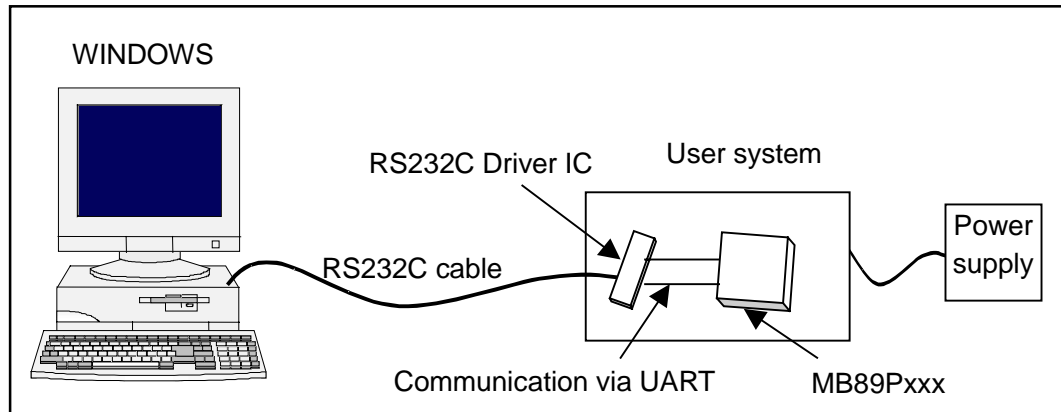 WINDOWS
User system
RS232C Driver IC
Power
supply
RS232C cable
Communication via UART
MB89Pxxx